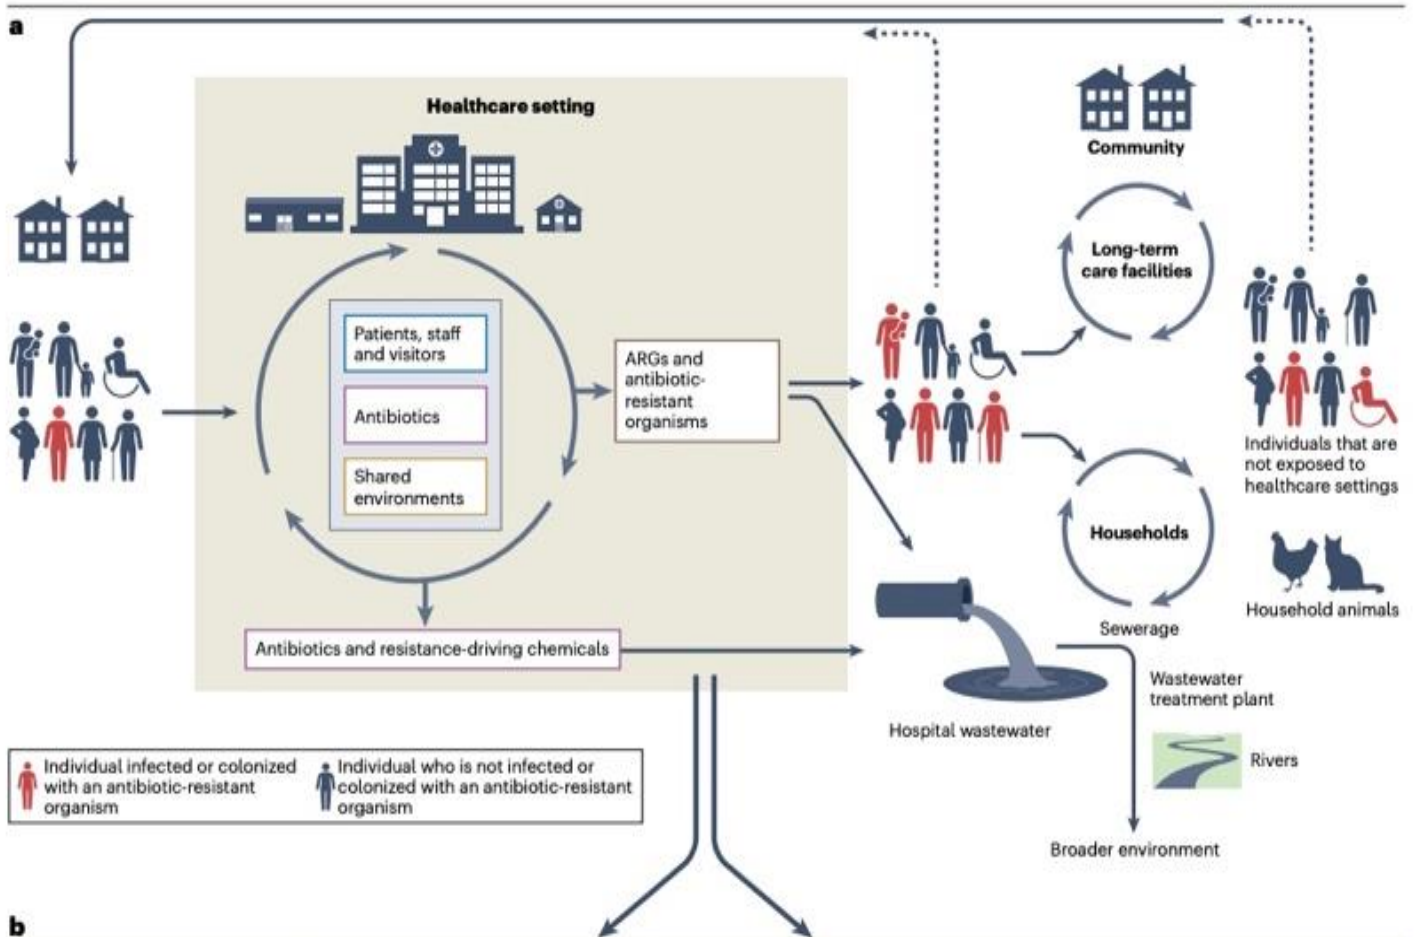 a
Healthcare setting
Community
Long-term
care facilities
Patients, staff
and visitors
Antibiotics
Shared
environments
ARGs and
antibiotic-
resistant
organisms
Individuals that are
not exposed to
healthcare settings
Households
Household animals
Sewerage
Antibiotics and resistance-driving chemicals
Wastewater
treatment plant
Hospital wastewater
Rivers
Broader environment
Individual infected or colonized
with an antibiotic-resistant
organism
Individual who is not infected or
colonized with an antibiotic-resistant
organism
b